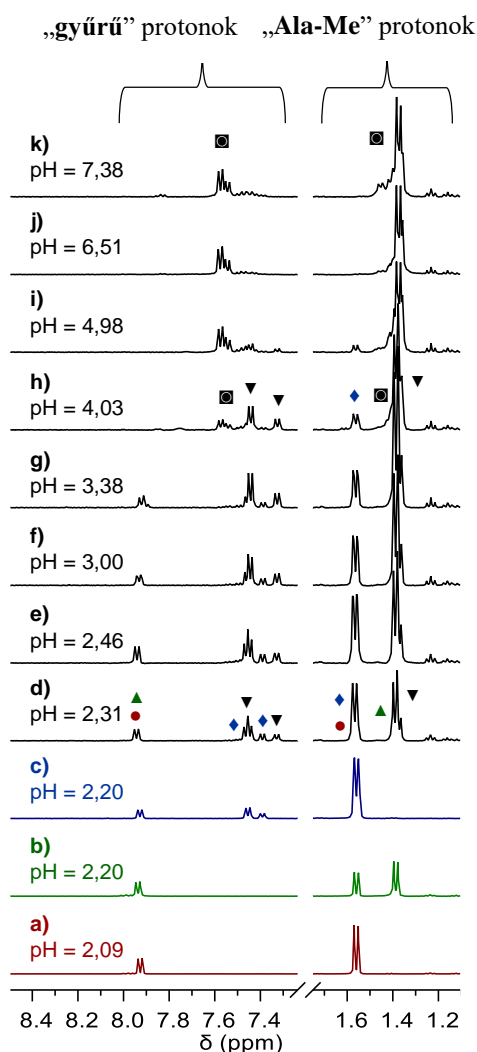 „gyűrű” protonok „Ala-Me” protonok
k)
pH = 7,38
j)
pH = 6,51
i)
pH = 4,98
h)
pH = 4,03
g)
pH = 3,38
f)
pH = 3,00
e)
pH = 2,46
d)
pH = 2,31
c)
pH = 2,20
b)
pH = 2,20
a)
pH = 2,09
8.4 8.2 8.0 7.8 7.6 7.4 1.6 1.4 1.2
δ (ppm)